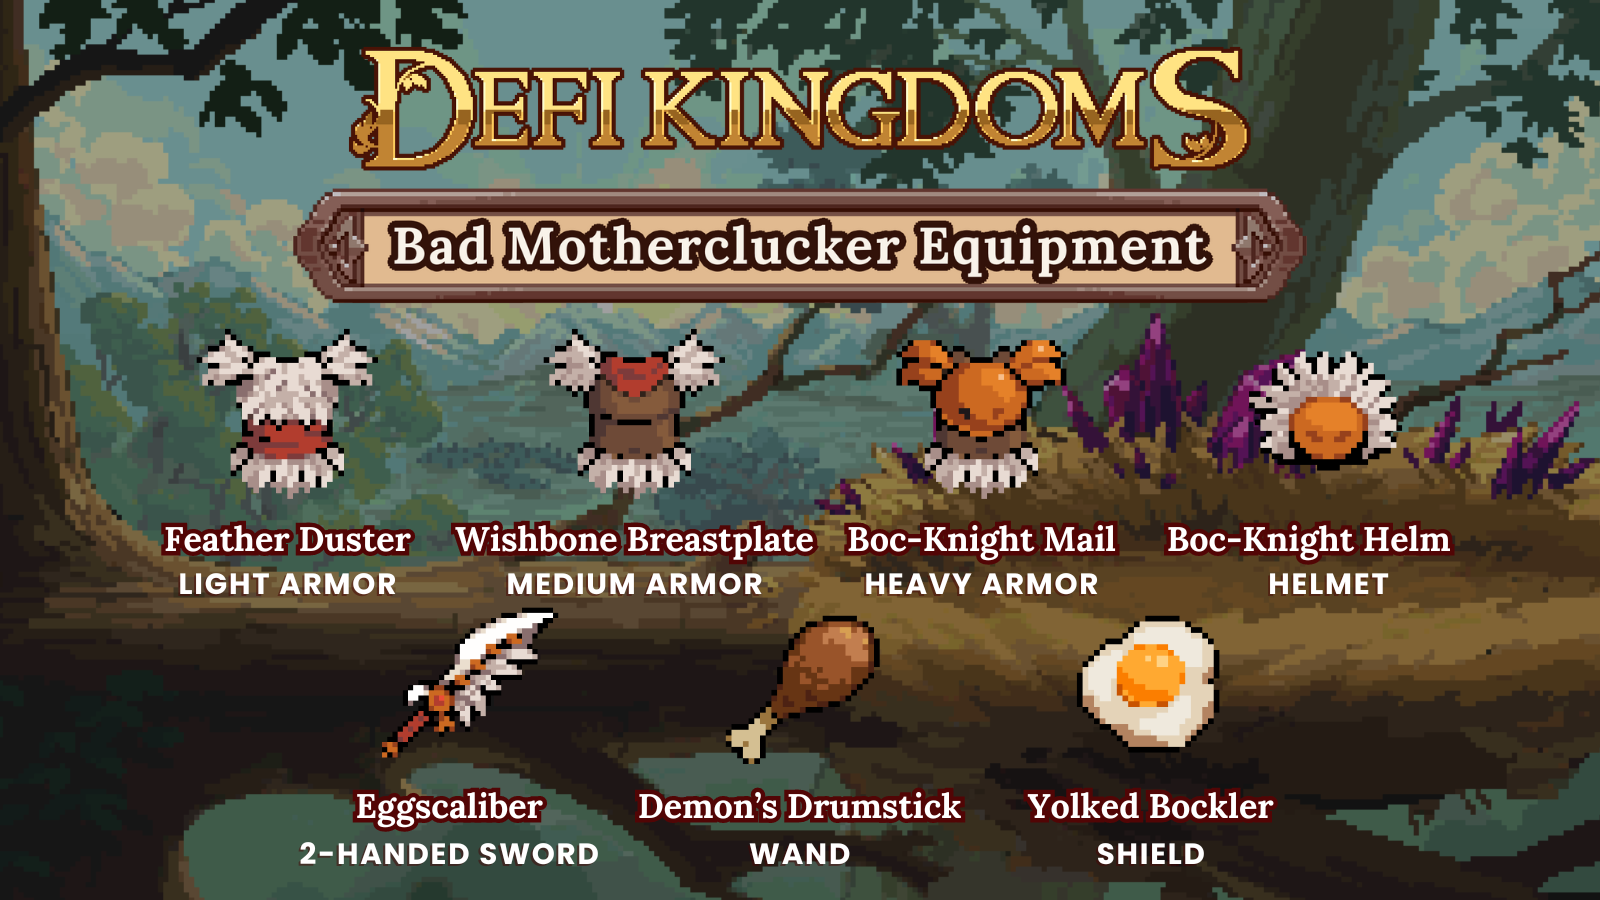 DEFI KINGDOMS
Bad Motherclucker Equipment
Feather Duster
LIGHT ARMOR
Wishbone Breastplate
MEDIUM ARMOR
Boc-Knight Mail
HEAVY ARMOR
Boc-Knight Helm
HELMET
Eggscaliber
2-HANDED SWORD
Demon's Drumstick
WAND
Yolked Bockler
SHIELD